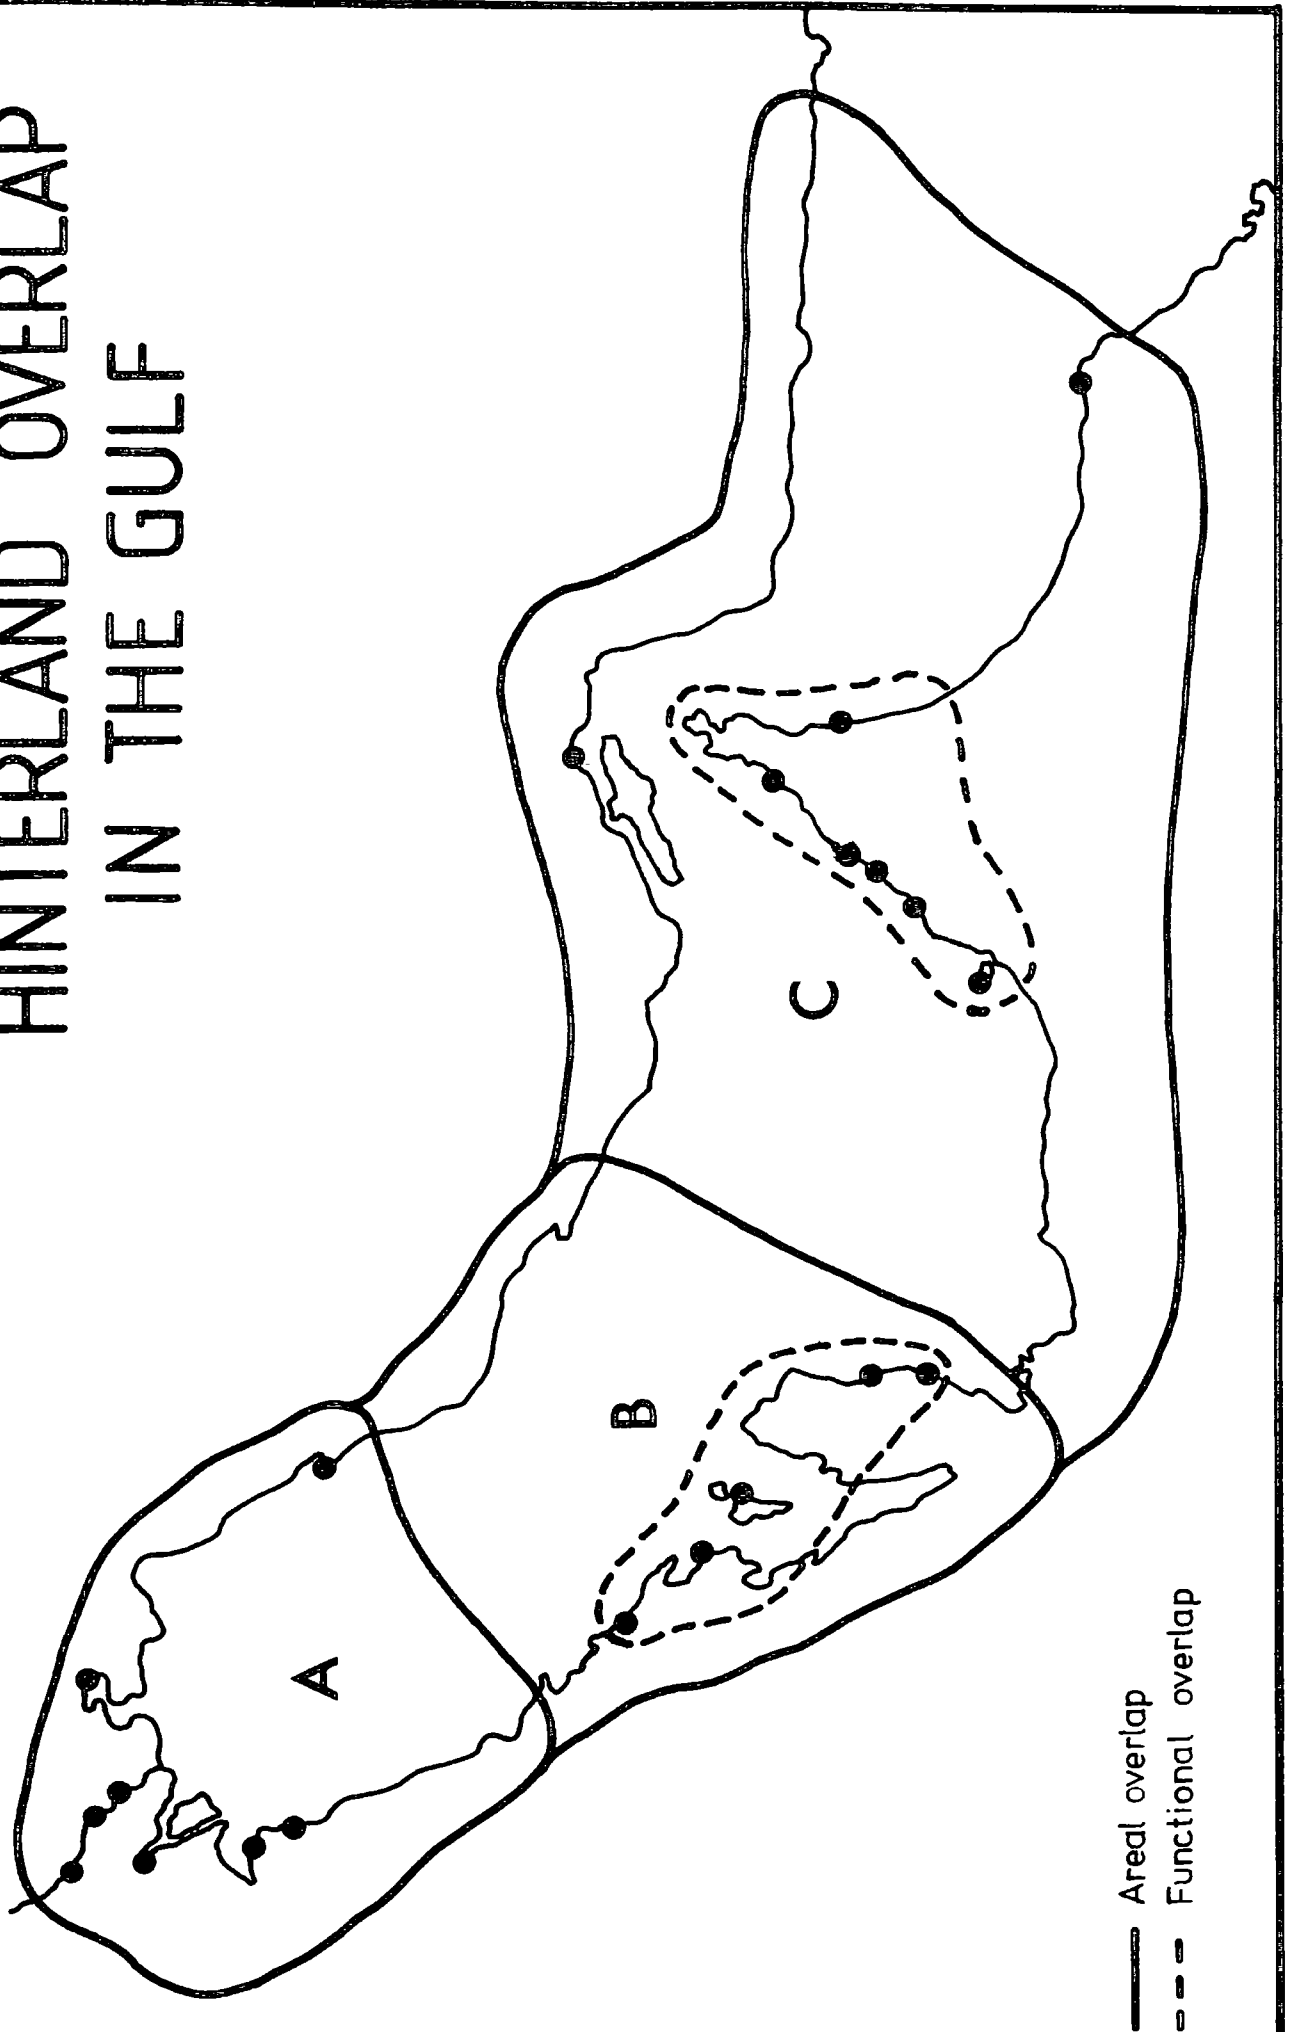 HINTERLAND OVERLAP
IN THE GULF
A
B
C
Areal overlap
Functional overlap